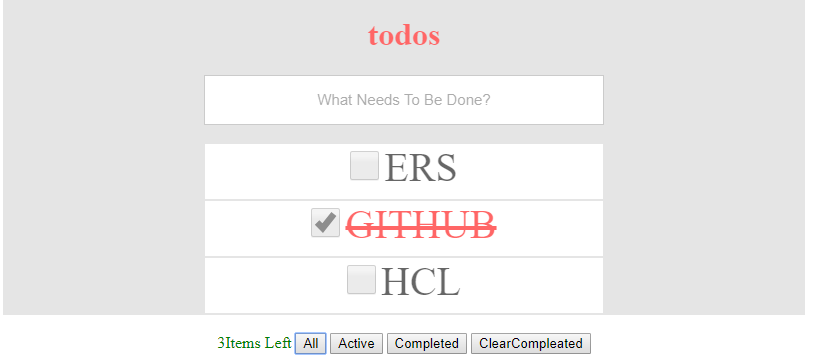 todos
What Needs To Be Done?
ERS
GITHUB
HCL
3Items Left All Active Completed ClearCompleated